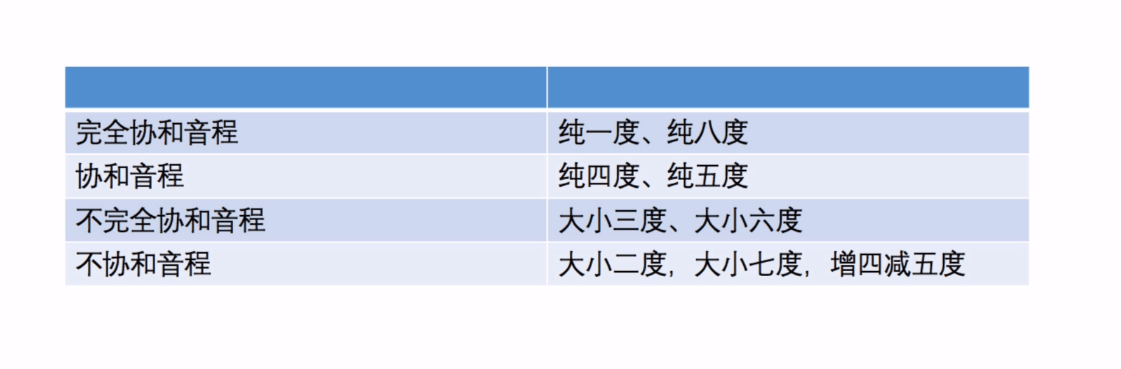 完全协和音程 纯一度、纯八度
协和音程 纯四度、纯五度
不完全协和音程 大小三度、大小六度
不协和音程 大小二度, 大小七度, 增四减五度